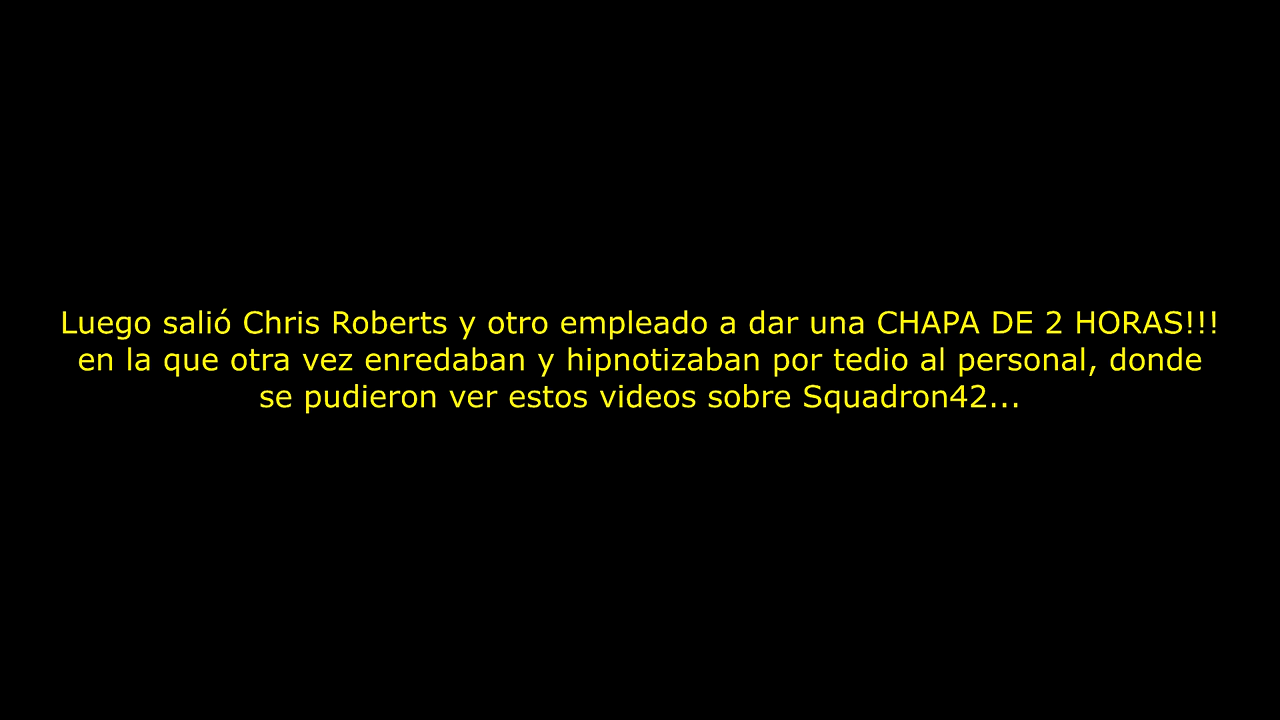 Luego salió Chris Roberts y otro empleado a dar una CHAPA DE 2 HORAS!!!
en la que otra vez enredaban y hipnotizaban por tedio al personal, donde
se pudieron ver estos videos sobre Squadron42...